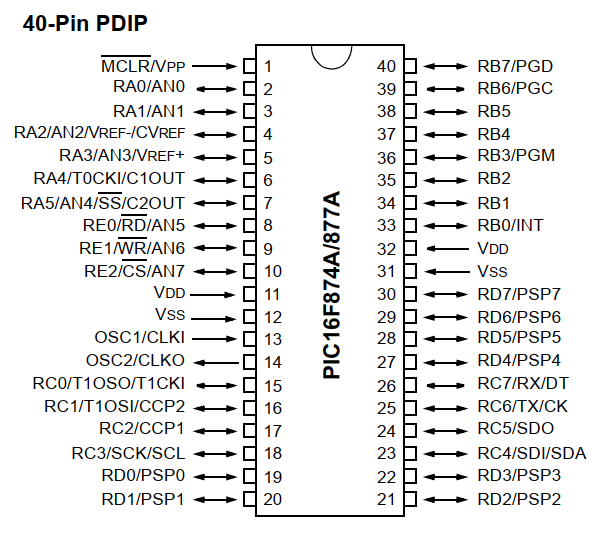 40-Pin PDIP
MCLR/VPP 1 40 RB7/PGD
RA0/AN0 2 39 RB6/PGC
RA1/AN1 3 38 RB5
RA2/AN2/VREF-/CVREF 4 37 RB4
RA3/AN3/VREF+ 5 36 RB3/PGM
RA4/T0CKI/C1OUT 6 35 RB2
RA5/AN4/SS/C2OUT 7 34 RB1
RE0/RD/AN5 8 33 RB0/INT
RE1/WR/AN6 9 32 VDD
RE2/CS/AN7 10 31 VSS
VDD 11 30 RD7/PSP7
VSS 12 29 RD6/PSP6
OSC1/CLKI 13 28 RD5/PSP5
OSC2/CLKO 14 27 RD4/PSP4
RC0/T1OSO/T1CKI 15 26 RC7/RX/DT
RC1/T1OSI/CCP2 16 25 RC6/TX/CK
RC2/CCP1 17 24 RC5/SDO
RC3/SCK/SCL 18 23 RC4/SDI/SDA
RD0/PSP0 19 22 RD3/PSP3
RD1/PSP1 20 21 RD2/PSP2
PIC16F874A/877A